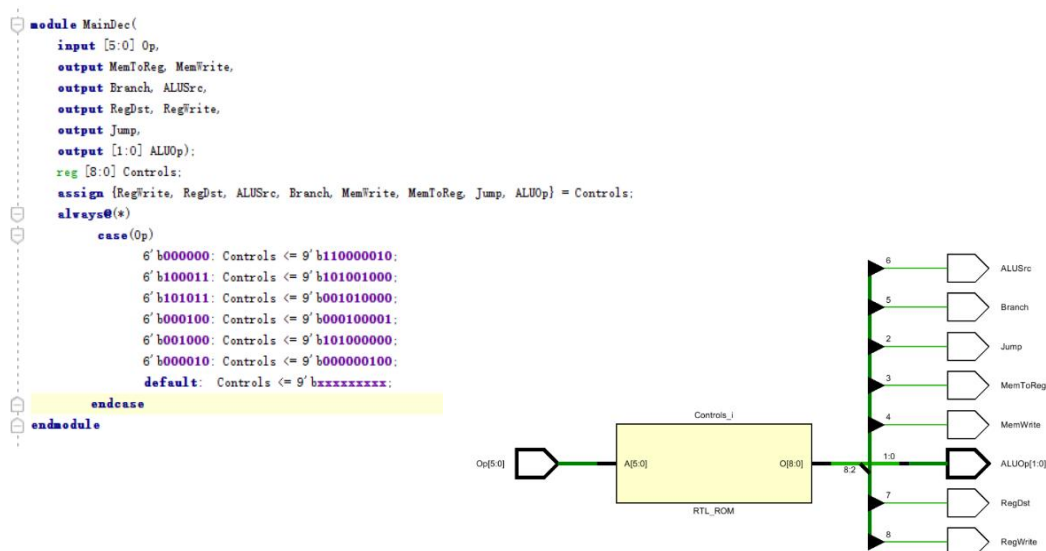 module MainDec(
input [5:0] Op,
output MemToReg, MemWrite,
output Branch, ALUSrc,
output RegDst, RegWrite,
output Jump,
output [1:0] ALUOp);
reg [8:0] Controls;
assign {RegWrite, RegDst, ALUSrc, Branch, MemWrite, MemToReg, Jump, ALUOp} = Controls;
always@(*)
case(Op)
6'b000000: Controls <= 9'b110000010;
6'b100011: Controls <= 9'b101001000;
6'b101011: Controls <= 9'b001010000;
6'b000100: Controls <= 9'b000100001;
6'b001000: Controls <= 9'b101000000;
6'b000010: Controls <= 9'b000000100;
default: Controls <= 9'bxxxxxxxxx;
endcase
endmodule
6 ALUSrc
5 Branch
2 Jump
3 MemToReg
4 MemWrite
Controls_i
Op[5:0] A[5:0] O[8:0] 8:2 1:0 ALUOp[1:0]
RTL_ROM
7 RegDst
8 RegWrite